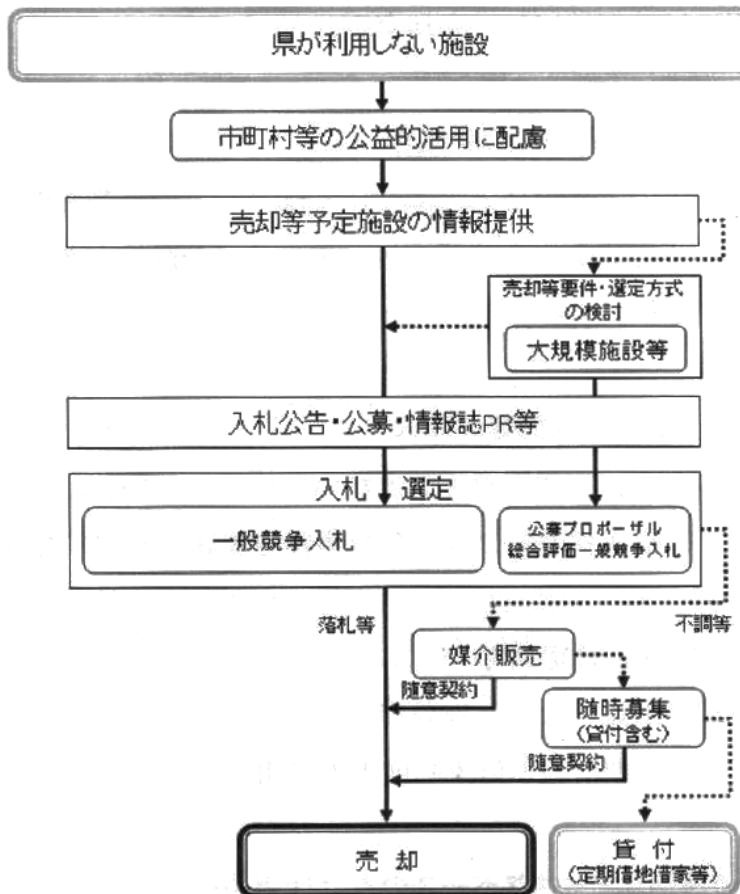 県が利用しない施設
市町村等の公益的活用に配慮
売却等予定施設の情報提供
売却等要件・選定方式
の検討
大規模施設等
入札公告・公募・情報誌PR等
入札　選定
一般競争入札
公募プロポーザル
総合評価一般競争入札
落札等
不調等
媒介販売
随意契約
随時募集
(貸付含む)
随意契約
売却
貸付
(定期借地借家等)